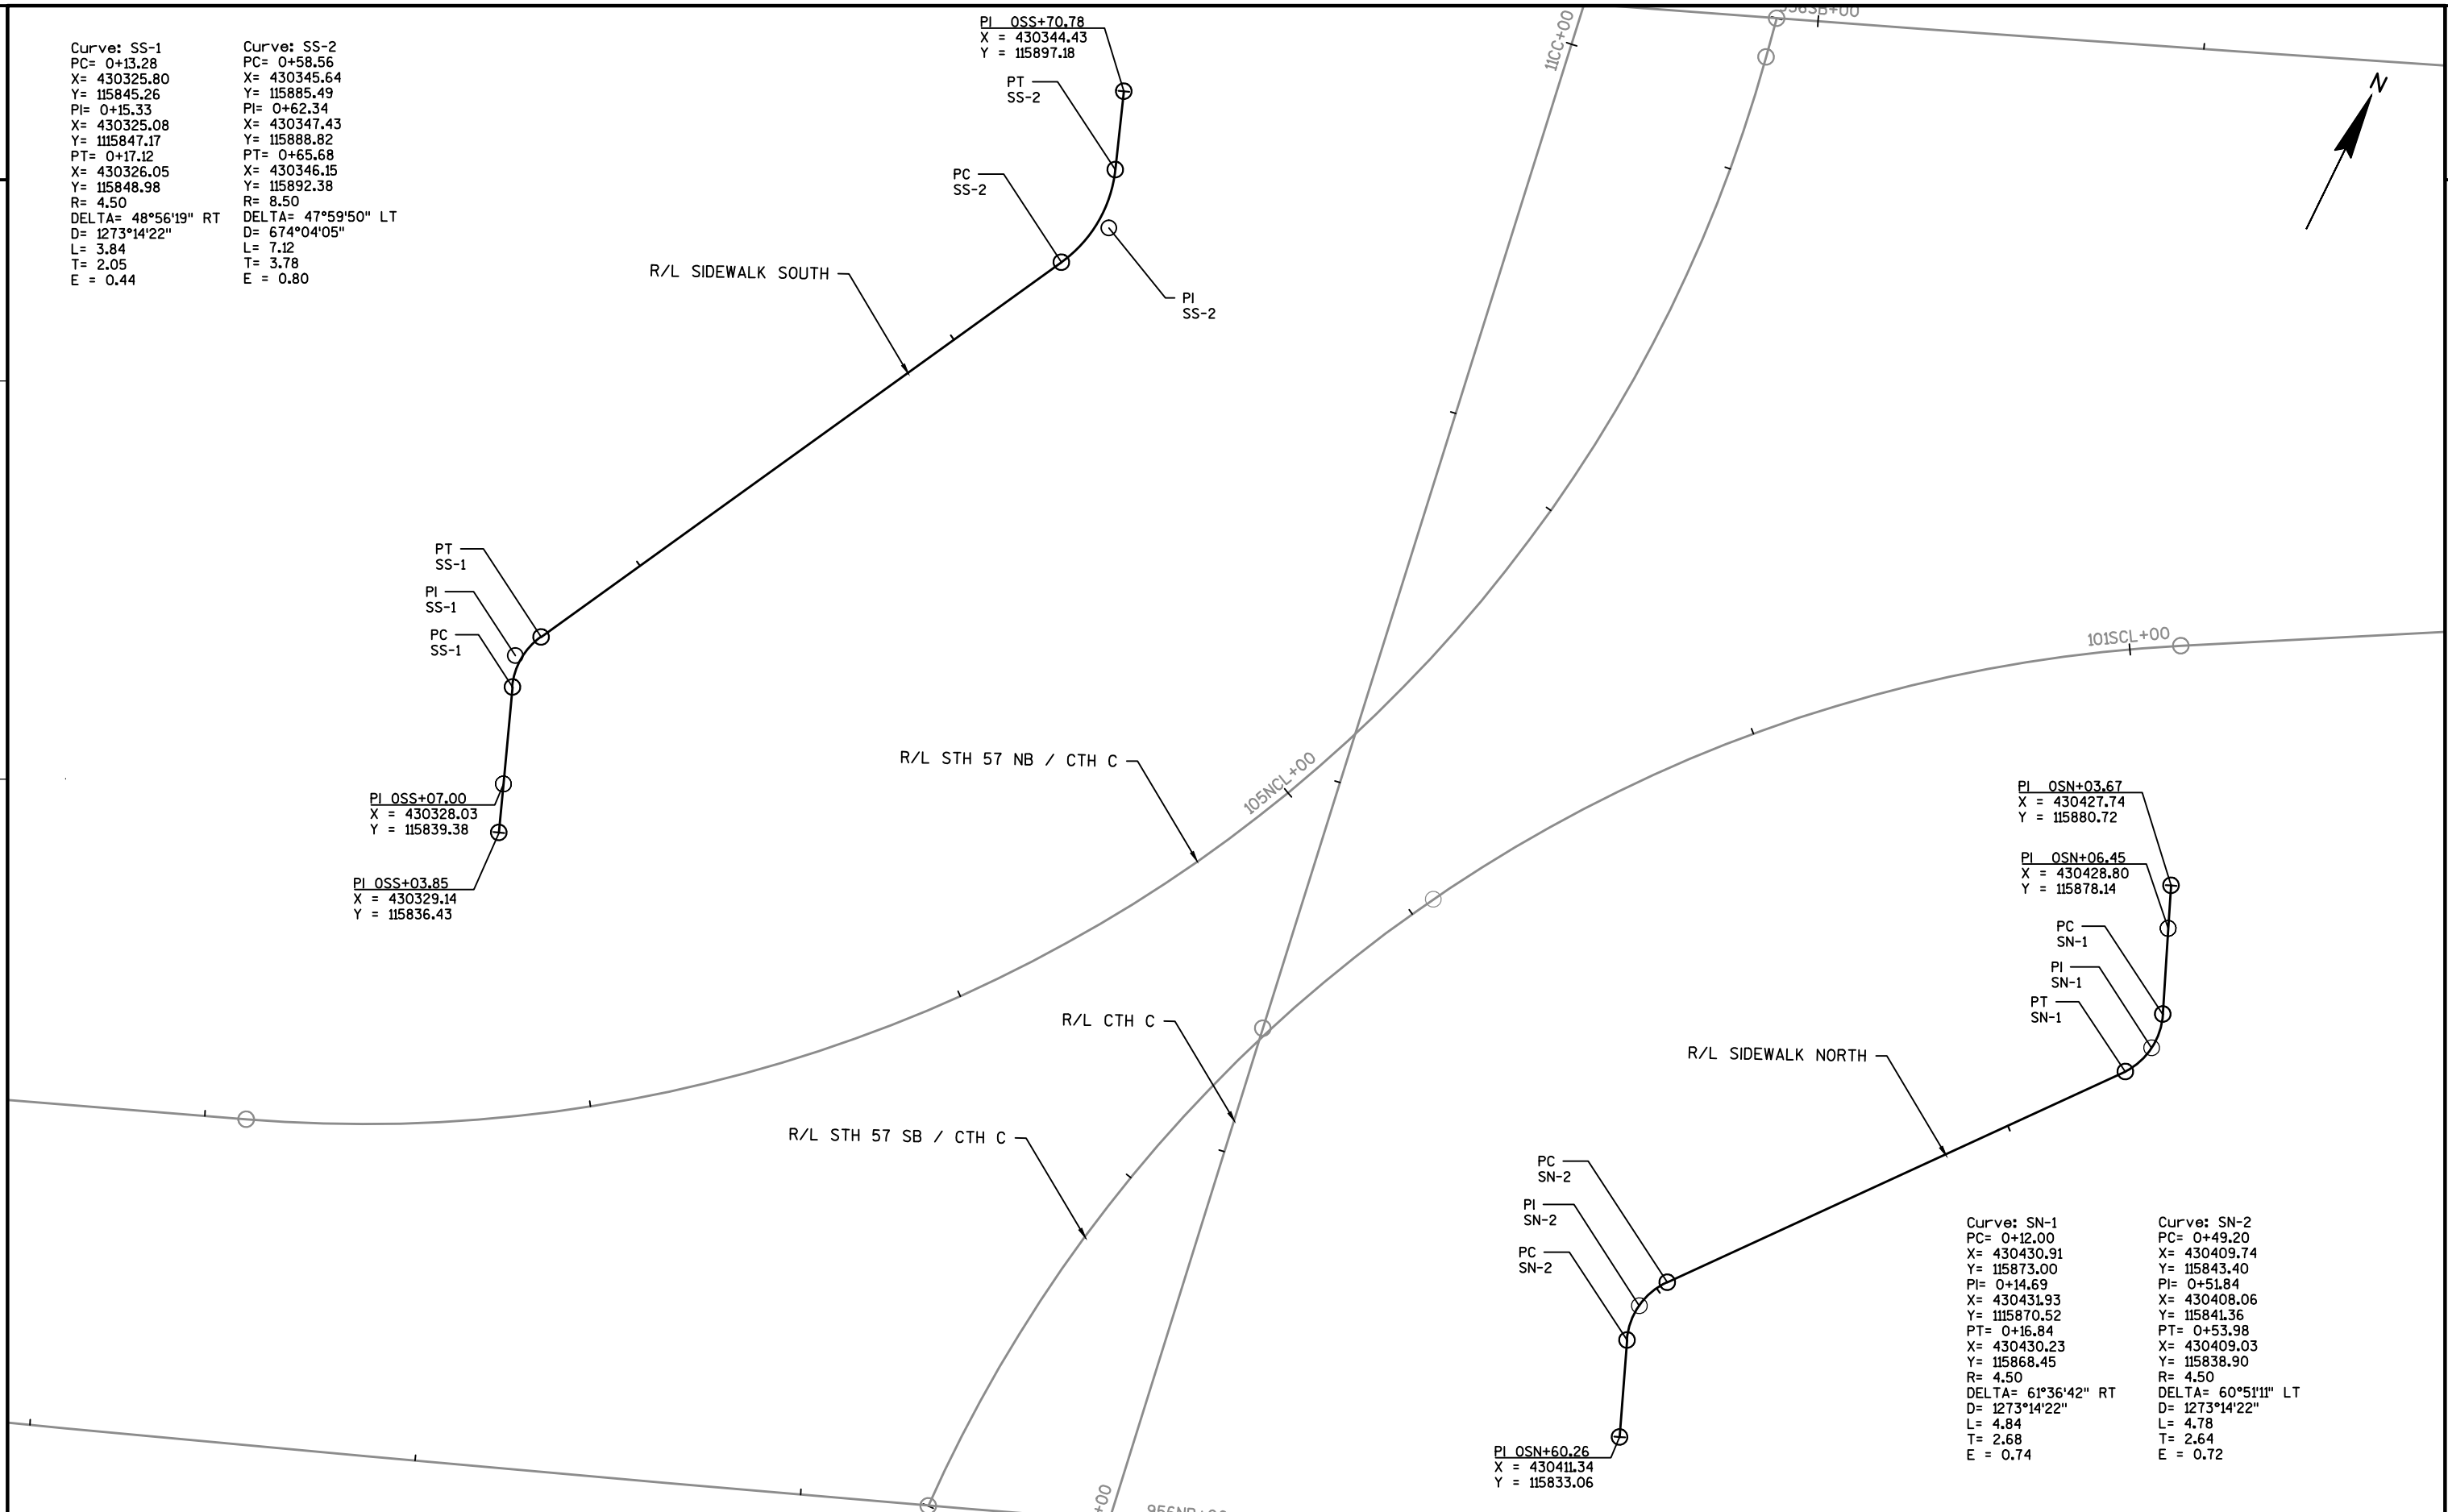 Curve: SS-1
PC= 0+13.28
X= 430325.80
Y= 115845.26
PI= 0+15.33
X= 430325.08
Y= 1115847.17
PT= 0+17.12
X= 430326.05
Y= 115848.98
R= 4.50
DELTA= 48°56'19" RT
D= 1273°14'22"
L= 3.84
T= 2.05
E = 0.44
Curve: SS-2
PC= 0+58.56
X= 430345.64
Y= 115885.49
PI= 0+62.34
X= 430347.43
Y= 115888.82
PT= 0+65.68
X= 430346.15
Y= 115892.38
R= 8.50
DELTA= 47°59'50" LT
D= 674°04'05"
L= 7.12
T= 3.78
E = 0.80
PI 0SS+70.78
X = 430344.43
Y = 115897.18
PT
SS-2
PC
SS-2
PI
SS-2
R/L SIDEWALK SOUTH
11CC+00
N
PT
SS-1
PI
SS-1
PC
SS-1
PI 0SS+07.00
X = 430328.03
Y = 115839.38
PI 0SS+03.85
X = 430329.14
Y = 115836.43
R/L STH 57 NB / CTH C
105NCL+00
101SCL+00
R/L CTH C
R/L STH 57 SB / CTH C
PI 0SN+03.67
X = 430427.74
Y = 115880.72
PI 0SN+06.45
X = 430428.80
Y = 115878.14
PC
SN-1
PI
SN-1
PT
SN-1
R/L SIDEWALK NORTH
PC
SN-2
PI
SN-2
PC
SN-2
PI 0SN+60.26
X = 430411.34
Y = 115833.06
Curve: SN-1
PC= 0+12.00
X= 430430.91
Y= 115873.00
PI= 0+14.69
X= 430431.93
Y= 1115870.52
PT= 0+16.84
X= 430430.23
Y= 115868.45
R= 4.50
DELTA= 61°36'42" RT
D= 1273°14'22"
L= 4.84
T= 2.68
E = 0.74
Curve: SN-2
PC= 0+49.20
X= 430409.74
Y= 115843.40
PI= 0+51.84
X= 430408.06
Y= 115841.36
PT= 0+53.98
X= 430409.03
Y= 115838.90
R= 4.50
DELTA= 60°51'11" LT
D= 1273°14'22"
L= 4.78
T= 2.64
E = 0.72
+00